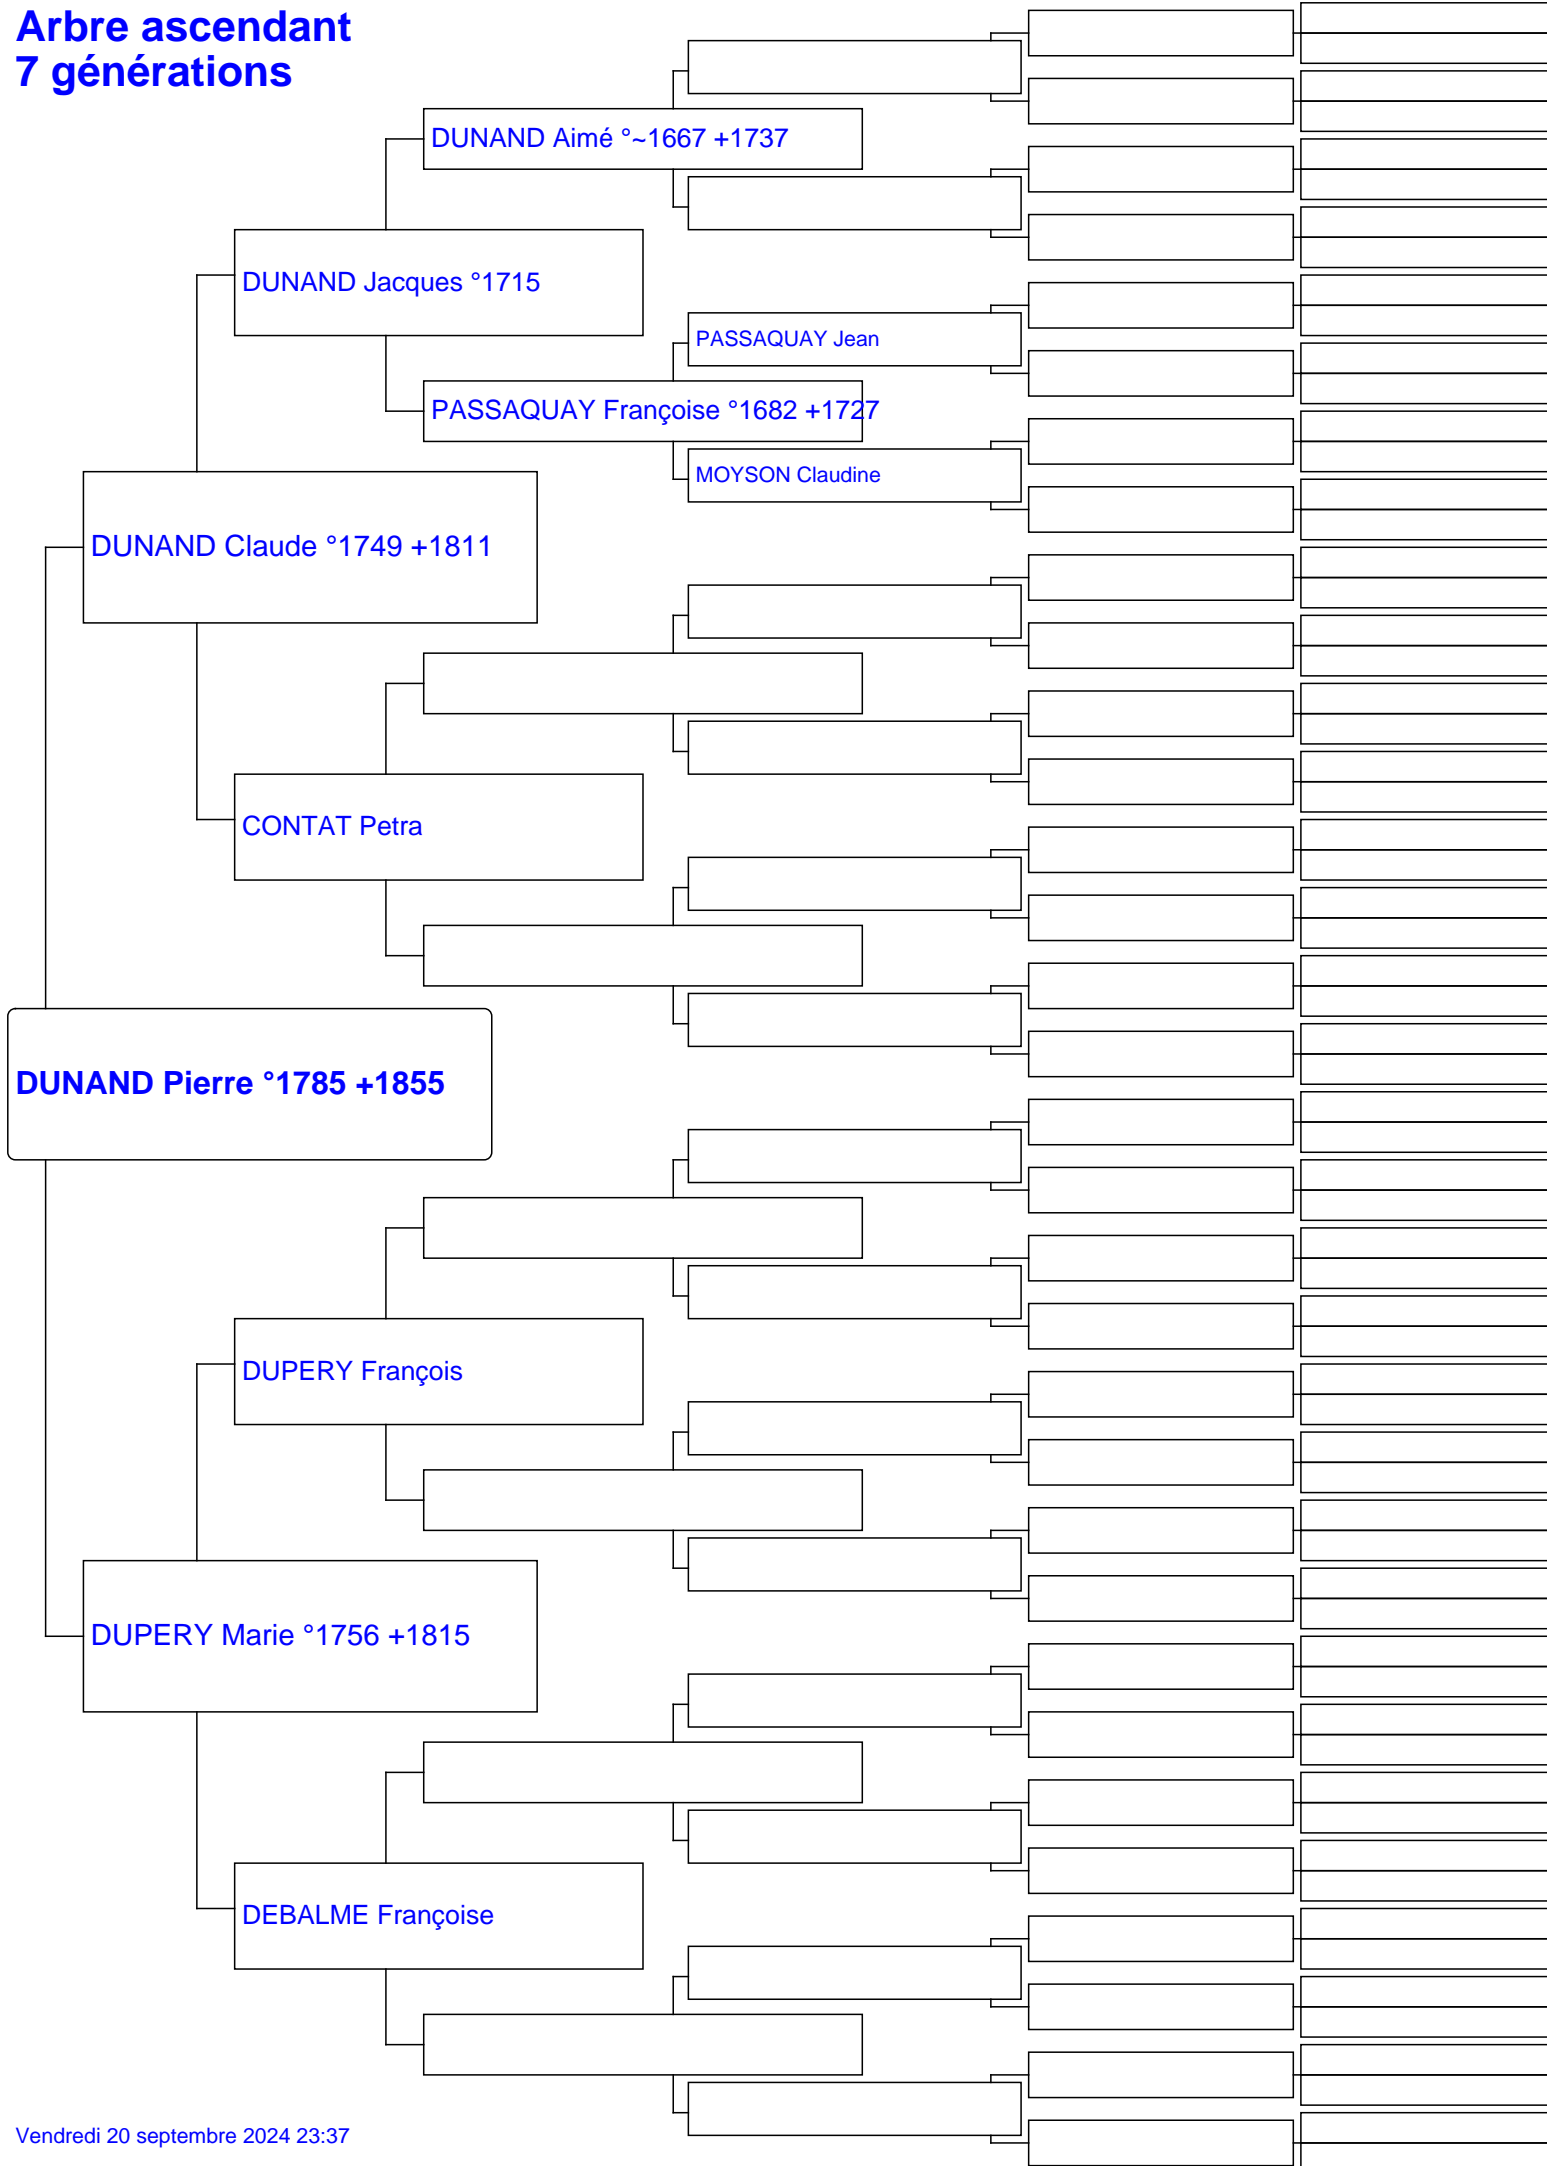 Arbre ascendant
7 générations
DUNAND Aimé °~1667 +1737
DUNAND Jacques °1715
PASSAQUAY Jean
PASSAQUAY Françoise °1682 +1727
MOYSON Claudine
DUNAND Claude °1749 +1811
CONTAT Petra
DUNAND Pierre °1785 +1855
DUPERY François
DUPERY Marie °1756 +1815
DEBALME Françoise
Vendredi 20 septembre 2024 23:37